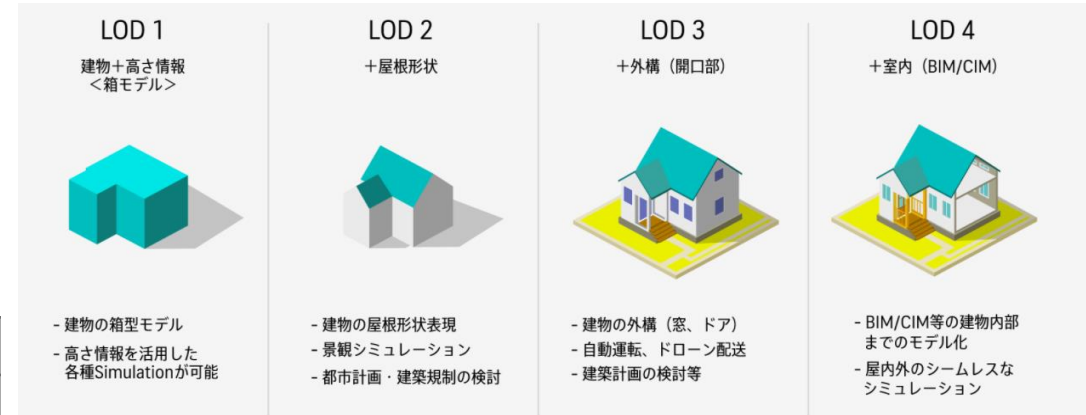 LOD 1
建物+高さ情報
<箱モデル>
- 建物の箱型モデル
- 高さ情報を活用した
各種Simulationが可能
LOD 2
+屋根形状
- 建物の屋根形状表現
- 景観シミュレーション
- 都市計画・建築規制の検討
LOD 3
+外構(開口部)
- 建物の外構(窓、ドア)
- 自動運転、ドローン配送
- 建築計画の検討等
LOD 4
+室内(BIM/CIM)
- BIM/CIM等の建物内部
までのモデル化
- 屋内外のシームレスな
シミュレーション